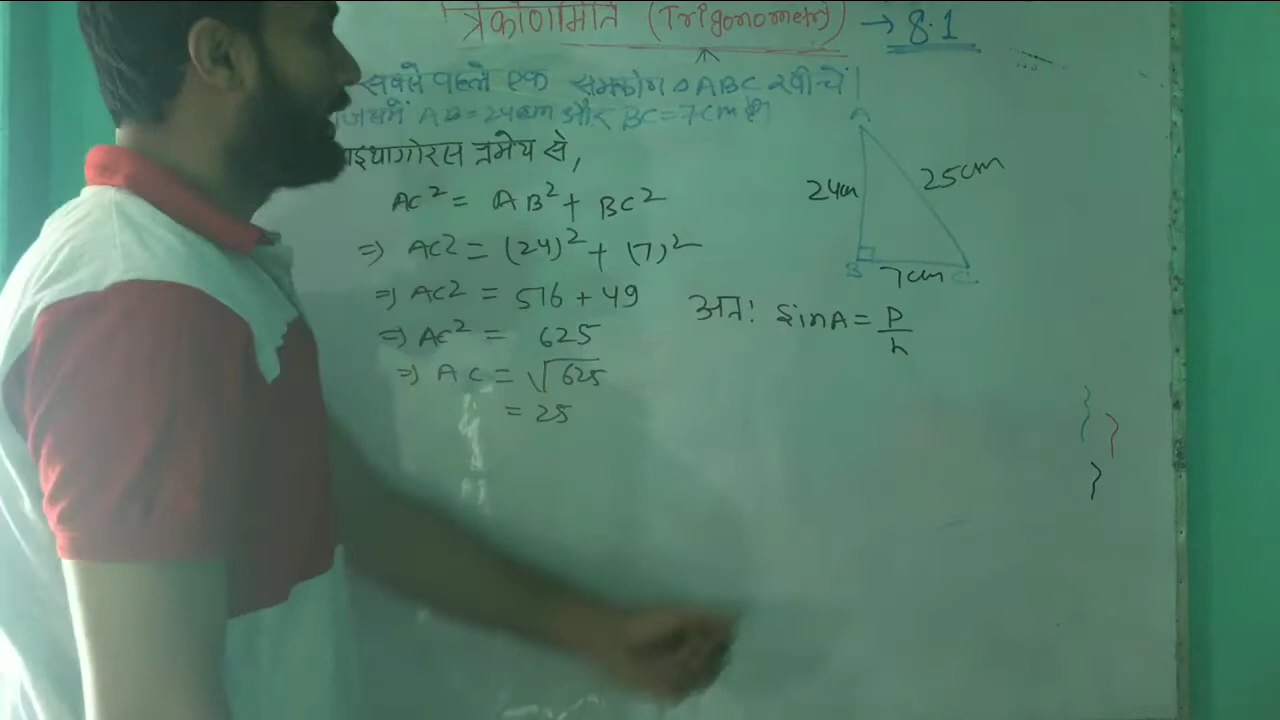 त्रिकोणमिति (Trigonometry) → 8.1
सबसे पहले एक समकोण △ABC खींचें।
जिसमें AB=24cm और BC=7cm है।
पाइथागोरस प्रमेय से,
AC² = AB² + BC²
⇒ AC2 = (24)² + (7)²
⇒ AC2 = 576 + 49
⇒ AC² = 625
⇒ AC = √625
= 25
A
24cm
25cm
B
7cm
C
अतः sinA = P/h